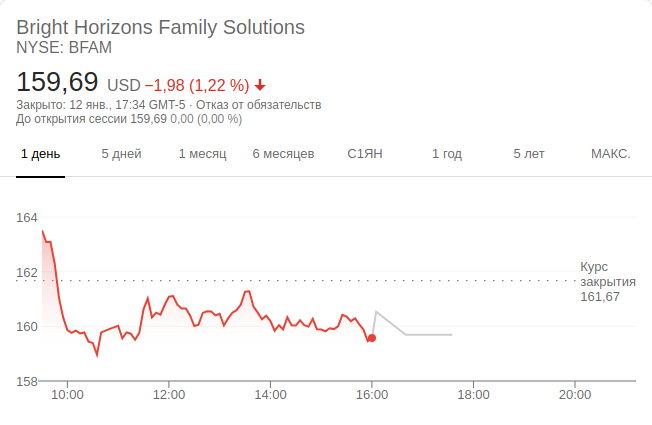 Bright Horizons Family Solutions
NYSE: BFAM
159,69 USD −1,98 (1,22 %)
Закрыто: 12 янв., 17:34 GMT-5 · Отказ от обязательств
До открытия сессии 159,69 0,00 (0,00 %)
1 день 5 дней 1 месяц 6 месяцев С1ЯН 1 год 5 лет МАКС.
164
162
160
158
Курс
закрытия
161,67
10:00 12:00 14:00 16:00 18:00 20:00